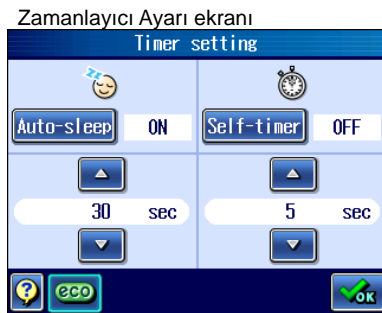 Zamanlayıcı Ayarı ekranı
Timer setting
Auto-sleep ON Self-timer OFF
30 sec 5 sec
? eco OK